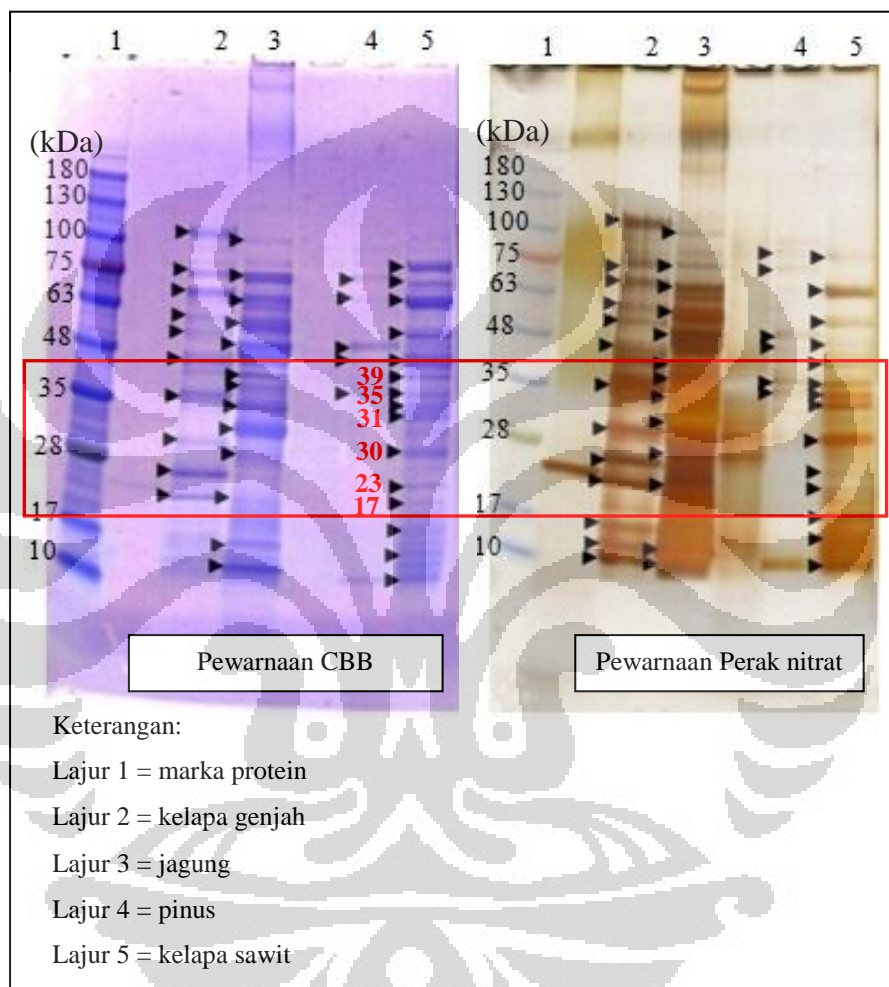 1 2 3 4 5
(kDa)
180
130
100
75
63
48
35
28
17
10
39
35
31
30
23
17
Pewarnaan CBB
1 2 3 4 5
(kDa)
180
130
100
75
63
48
35
28
17
10
Pewarnaan Perak nitrat
Keterangan:
Lajur 1 = marka protein
Lajur 2 = kelapa genjah
Lajur 3 = jagung
Lajur 4 = pinus
Lajur 5 = kelapa sawit